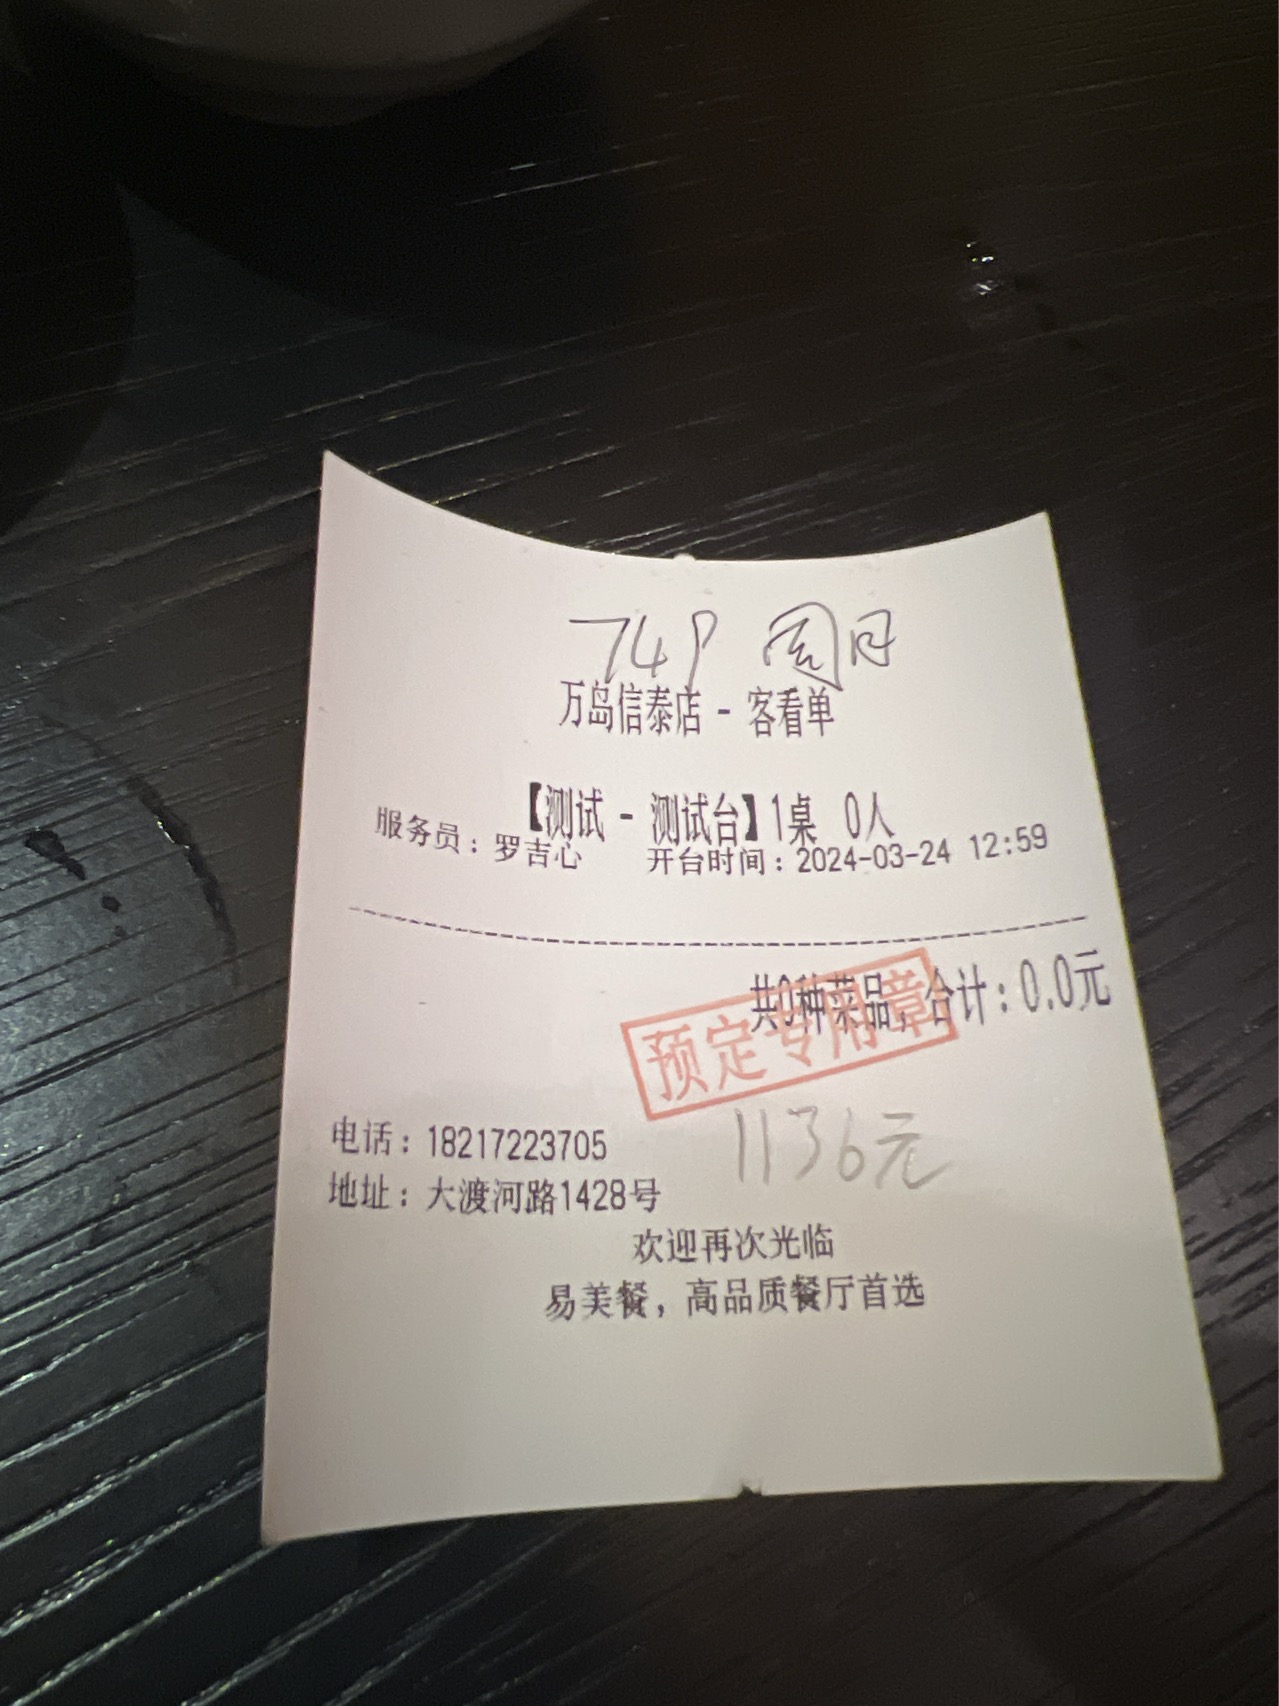 749
万岛信泰店 - 客看单
【测试 - 测试台】1桌 0人
服务员：罗吉心 开台时间：2024-03-24 12:59
共0种菜品，合计：0.0元
预定专用章
1136元
电话：18217223705
地址：大渡河路1428号
欢迎再次光临
易美餐，高品质餐厅首选